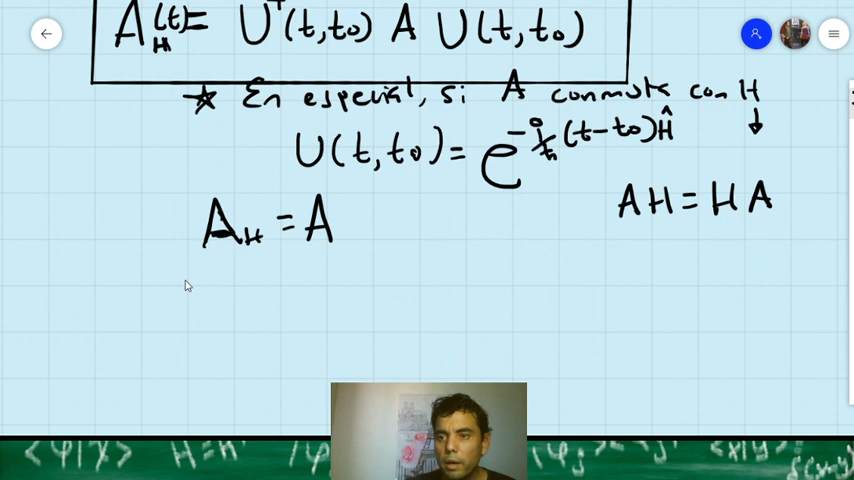 A_H(t) = U†(t,t₀) A U(t,t₀)
* En especial, si A conmuta con H
U(t,t₀) = e^{-i/ħ (t-t₀)Ĥ}
AH = HA
A_H = A
<φ|χ> H=H